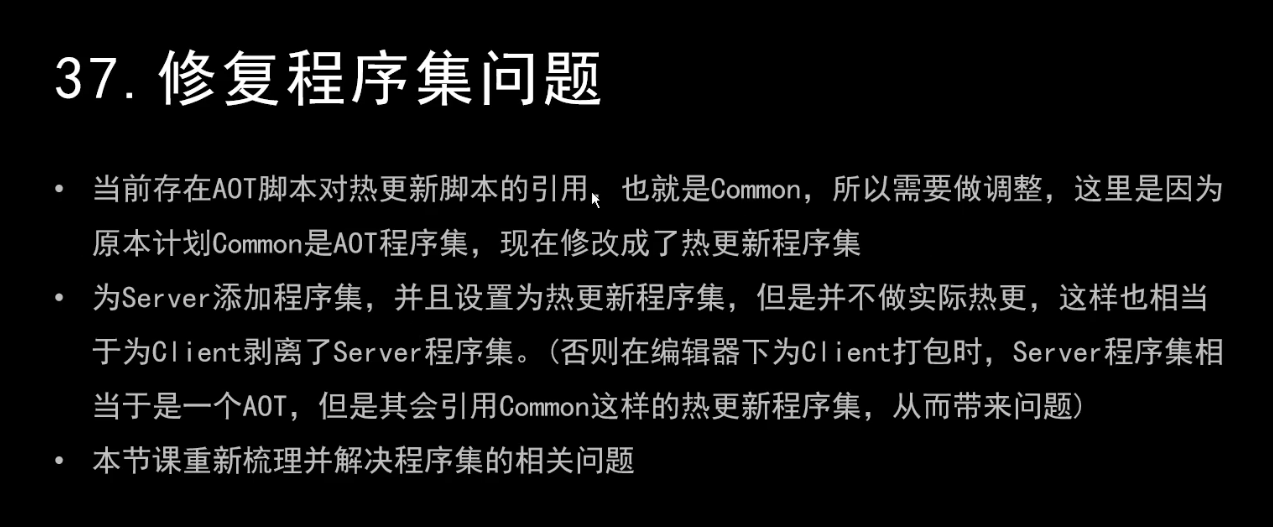 37. 修复程序集问题
• 当前存在AOT脚本对热更新脚本的引用，也就是Common，所以需要做调整，这里是因为
原本计划Common是AOT程序集，现在修改成了热更新程序集
• 为Server添加程序集，并且设置为热更新程序集，但是并不做实际热更，这样也相当
于为Client剥离了Server程序集。(否则在编辑器下为Client打包时，Server程序集相
当于是一个AOT，但是其会引用Common这样的热更新程序集，从而带来问题)
• 本节课重新梳理并解决程序集的相关问题